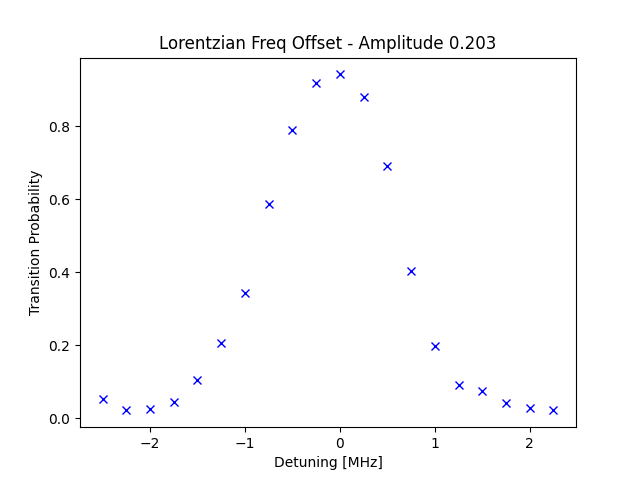 Lorentzian Freq Offset - Amplitude 0.203
Transition Probability
0.8
0.6
0.4
0.2
0.0
−2 −1 0 1 2
Detuning [MHz]